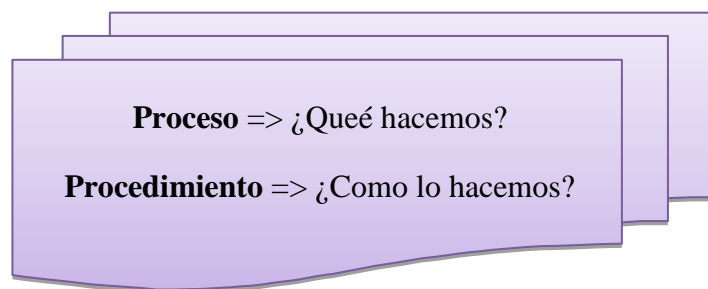 Proceso => ¿Queé hacemos?
Procedimiento => ¿Como lo hacemos?